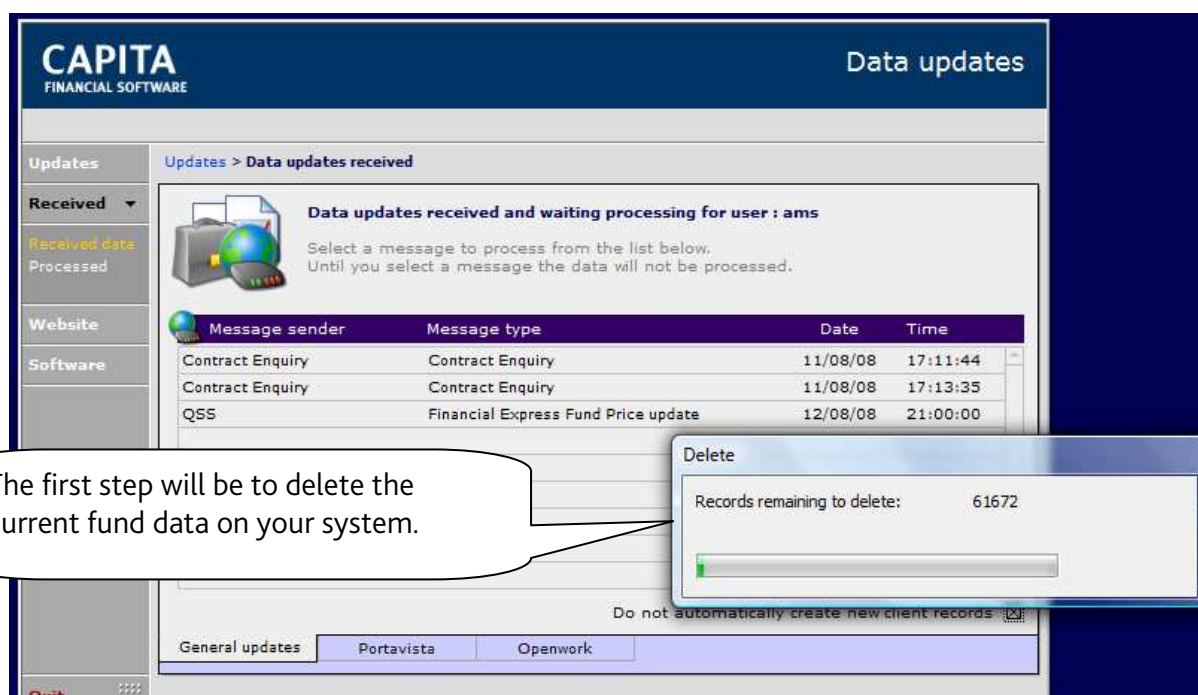 CAPITA
FINANCIAL SOFTWARE
Data updates
Updates
Updates > Data updates received
Received
Received data
Processed
Website
Software
Data updates received and waiting processing for user : ams
Select a message to process from the list below.
Until you select a message the data will not be processed.
Message sender Message type Date Time
Contract Enquiry Contract Enquiry 11/08/08 17:11:44
Contract Enquiry Contract Enquiry 11/08/08 17:13:35
QSS Financial Express Fund Price update 12/08/08 21:00:00
The first step will be to delete the
current fund data on your system.
Delete
Records remaining to delete: 61672
Do not automatically create new client records
General updates Portavista Openwork
Quit